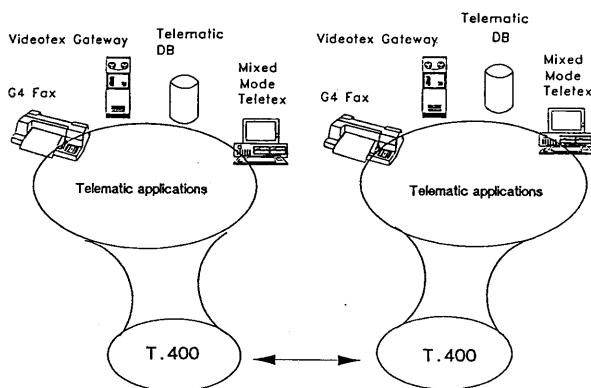 Videotex Gateway
Telematic
DB
G4 Fax
Mixed
Mode
Teletex
Telematic applications
T.400
Videotex Gateway
Telematic
DB
G4 Fax
Mixed
Mode
Teletex
Telematic applications
T.400